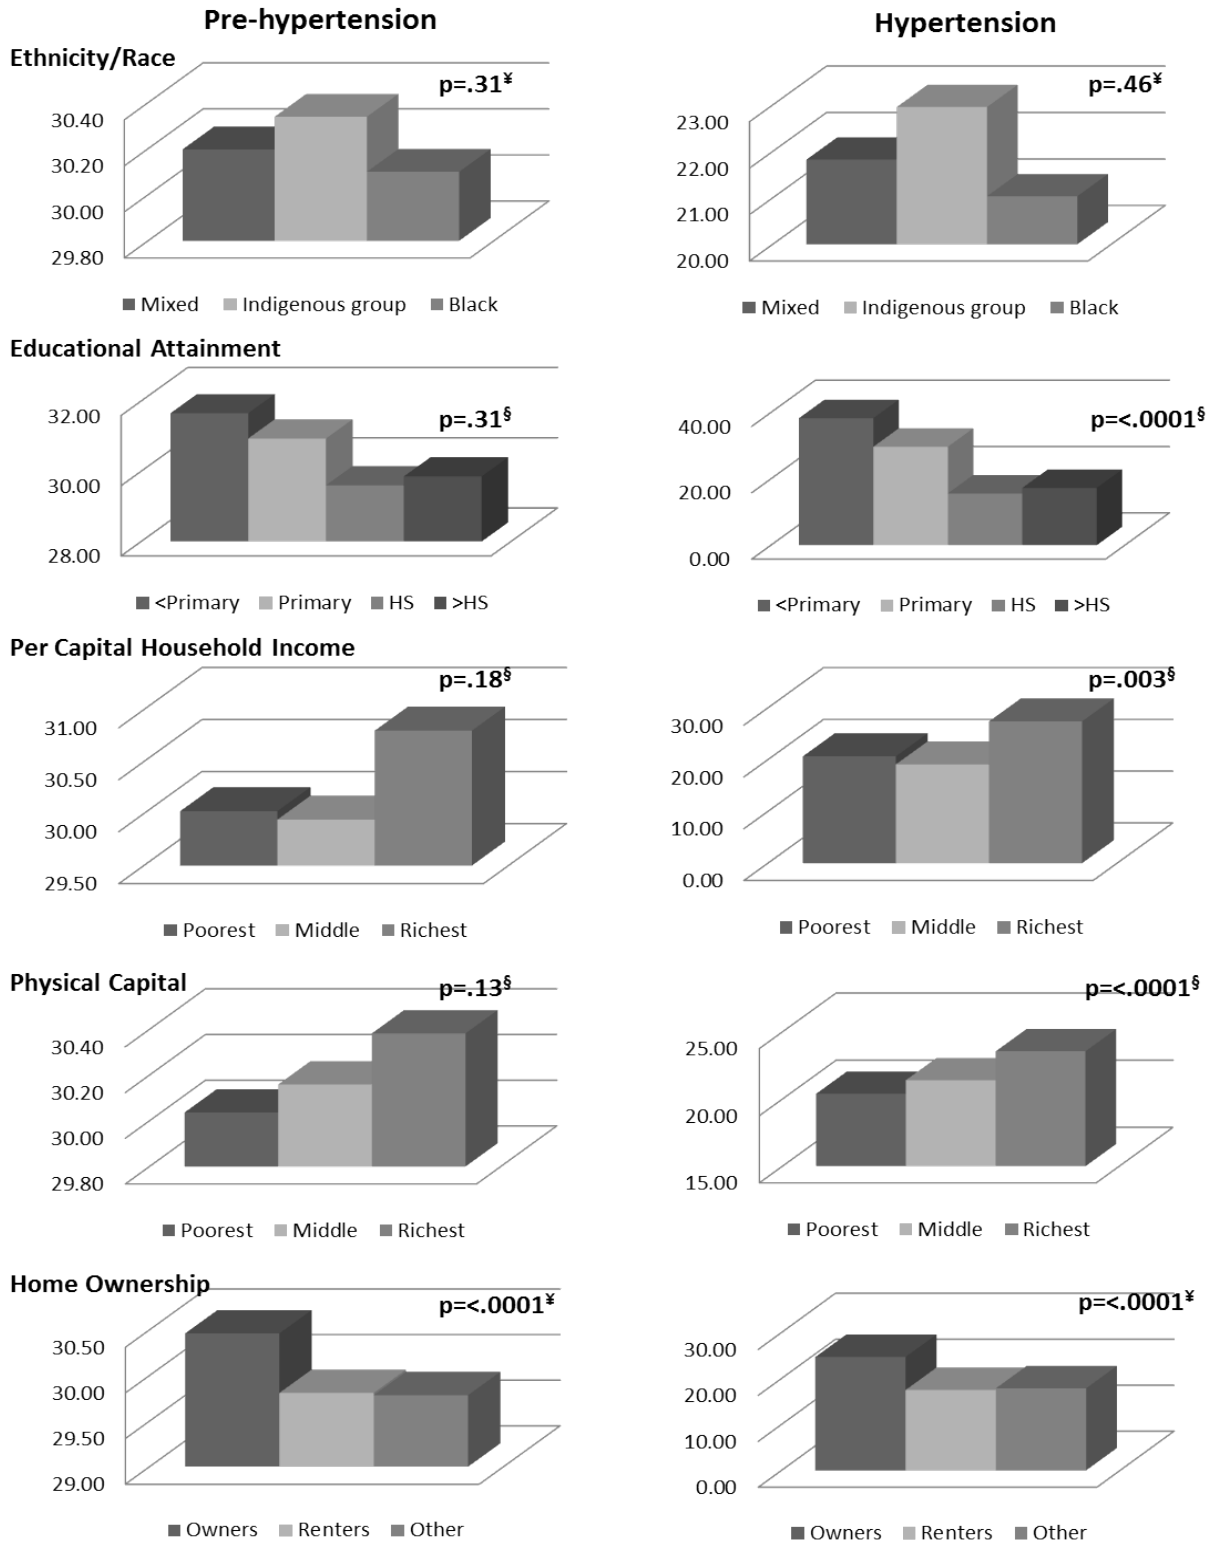 Pre-hypertension
Hypertension
Ethnicity/Race
p=.31¥
30.40
30.20
30.00
29.80
Mixed Indigenous group Black
p=.46¥
23.00
22.00
21.00
20.00
Mixed Indigenous group Black
Educational Attainment
p=.31§
32.00
30.00
28.00
<Primary Primary HS >HS
p=<.0001§
40.00
20.00
0.00
<Primary Primary HS >HS
Per Capital Household Income
p=.18§
31.00
30.50
30.00
29.50
Poorest Middle Richest
p=.003§
30.00
20.00
10.00
0.00
Poorest Middle Richest
Physical Capital
p=.13§
30.40
30.20
30.00
29.80
Poorest Middle Richest
p=<.0001§
25.00
20.00
15.00
Poorest Middle Richest
Home Ownership
p=<.0001¥
30.50
30.00
29.50
29.00
Owners Renters Other
p=<.0001¥
30.00
20.00
10.00
0.00
Owners Renters Other